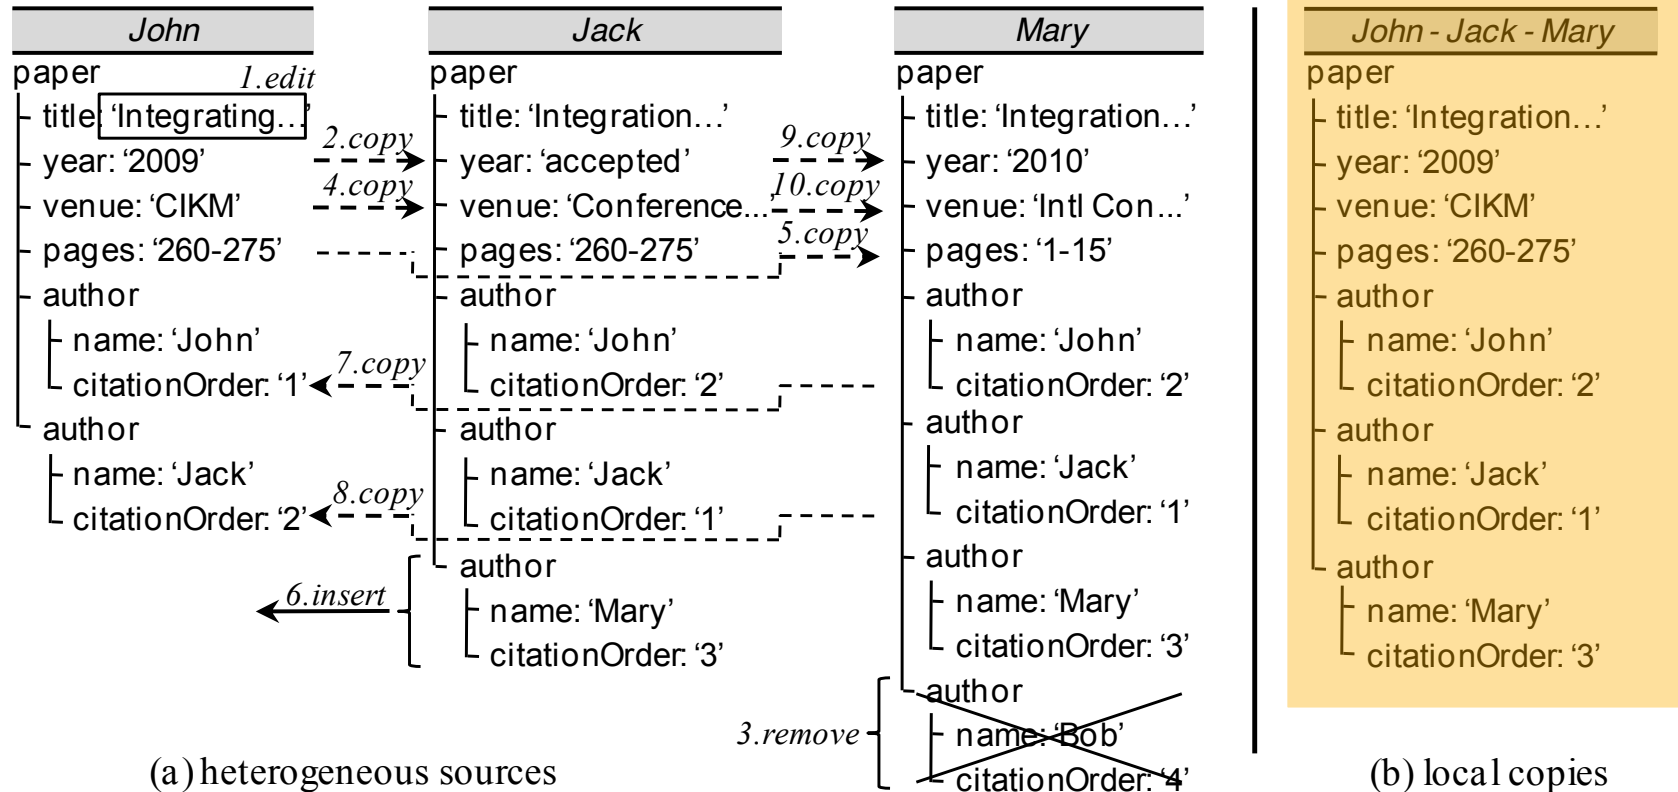 John
paper
1.edit
title: ‘Integrating...’
year: ‘2009’
venue: ‘CIKM’
pages: ‘260-275’
author
name: ‘John’
citationOrder: ‘1’
author
name: ‘Jack’
citationOrder: ‘2’
2.copy
4.copy
7.copy
8.copy
6.insert
Jack
paper
title: ‘Integration...’
year: ‘accepted’
venue: ‘Conference...’
pages: ‘260-275’
author
name: ‘John’
citationOrder: ‘2’
author
name: ‘Jack’
citationOrder: ‘1’
author
name: ‘Mary’
citationOrder: ‘3’
9.copy
10.copy
5.copy
3.remove
Mary
paper
title: ‘Integration...’
year: ‘2010’
venue: ‘Intl Con...’
pages: ‘1-15’
author
name: ‘John’
citationOrder: ‘2’
author
name: ‘Jack’
citationOrder: ‘1’
author
name: ‘Mary’
citationOrder: ‘3’
author
name: ‘Bob’
citationOrder: ‘4’
(a) heterogeneous sources
John - Jack - Mary
paper
title: ‘Integration...’
year: ‘2009’
venue: ‘CIKM’
pages: ‘260-275’
author
name: ‘John’
citationOrder: ‘2’
author
name: ‘Jack’
citationOrder: ‘1’
author
name: ‘Mary’
citationOrder: ‘3’
(b) local copies